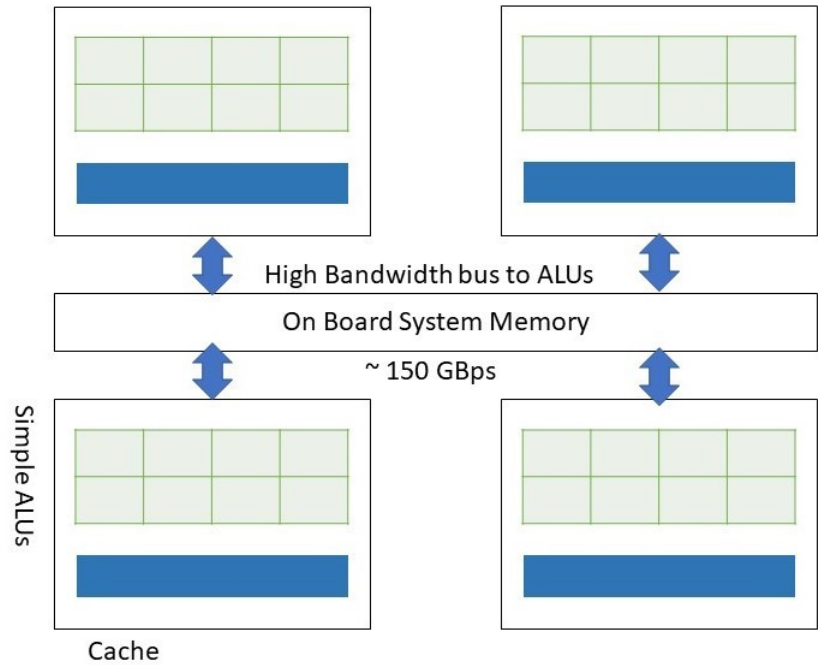 High Bandwidth bus to ALUs
On Board System Memory
~ 150 GBps
Simple ALUs
Cache